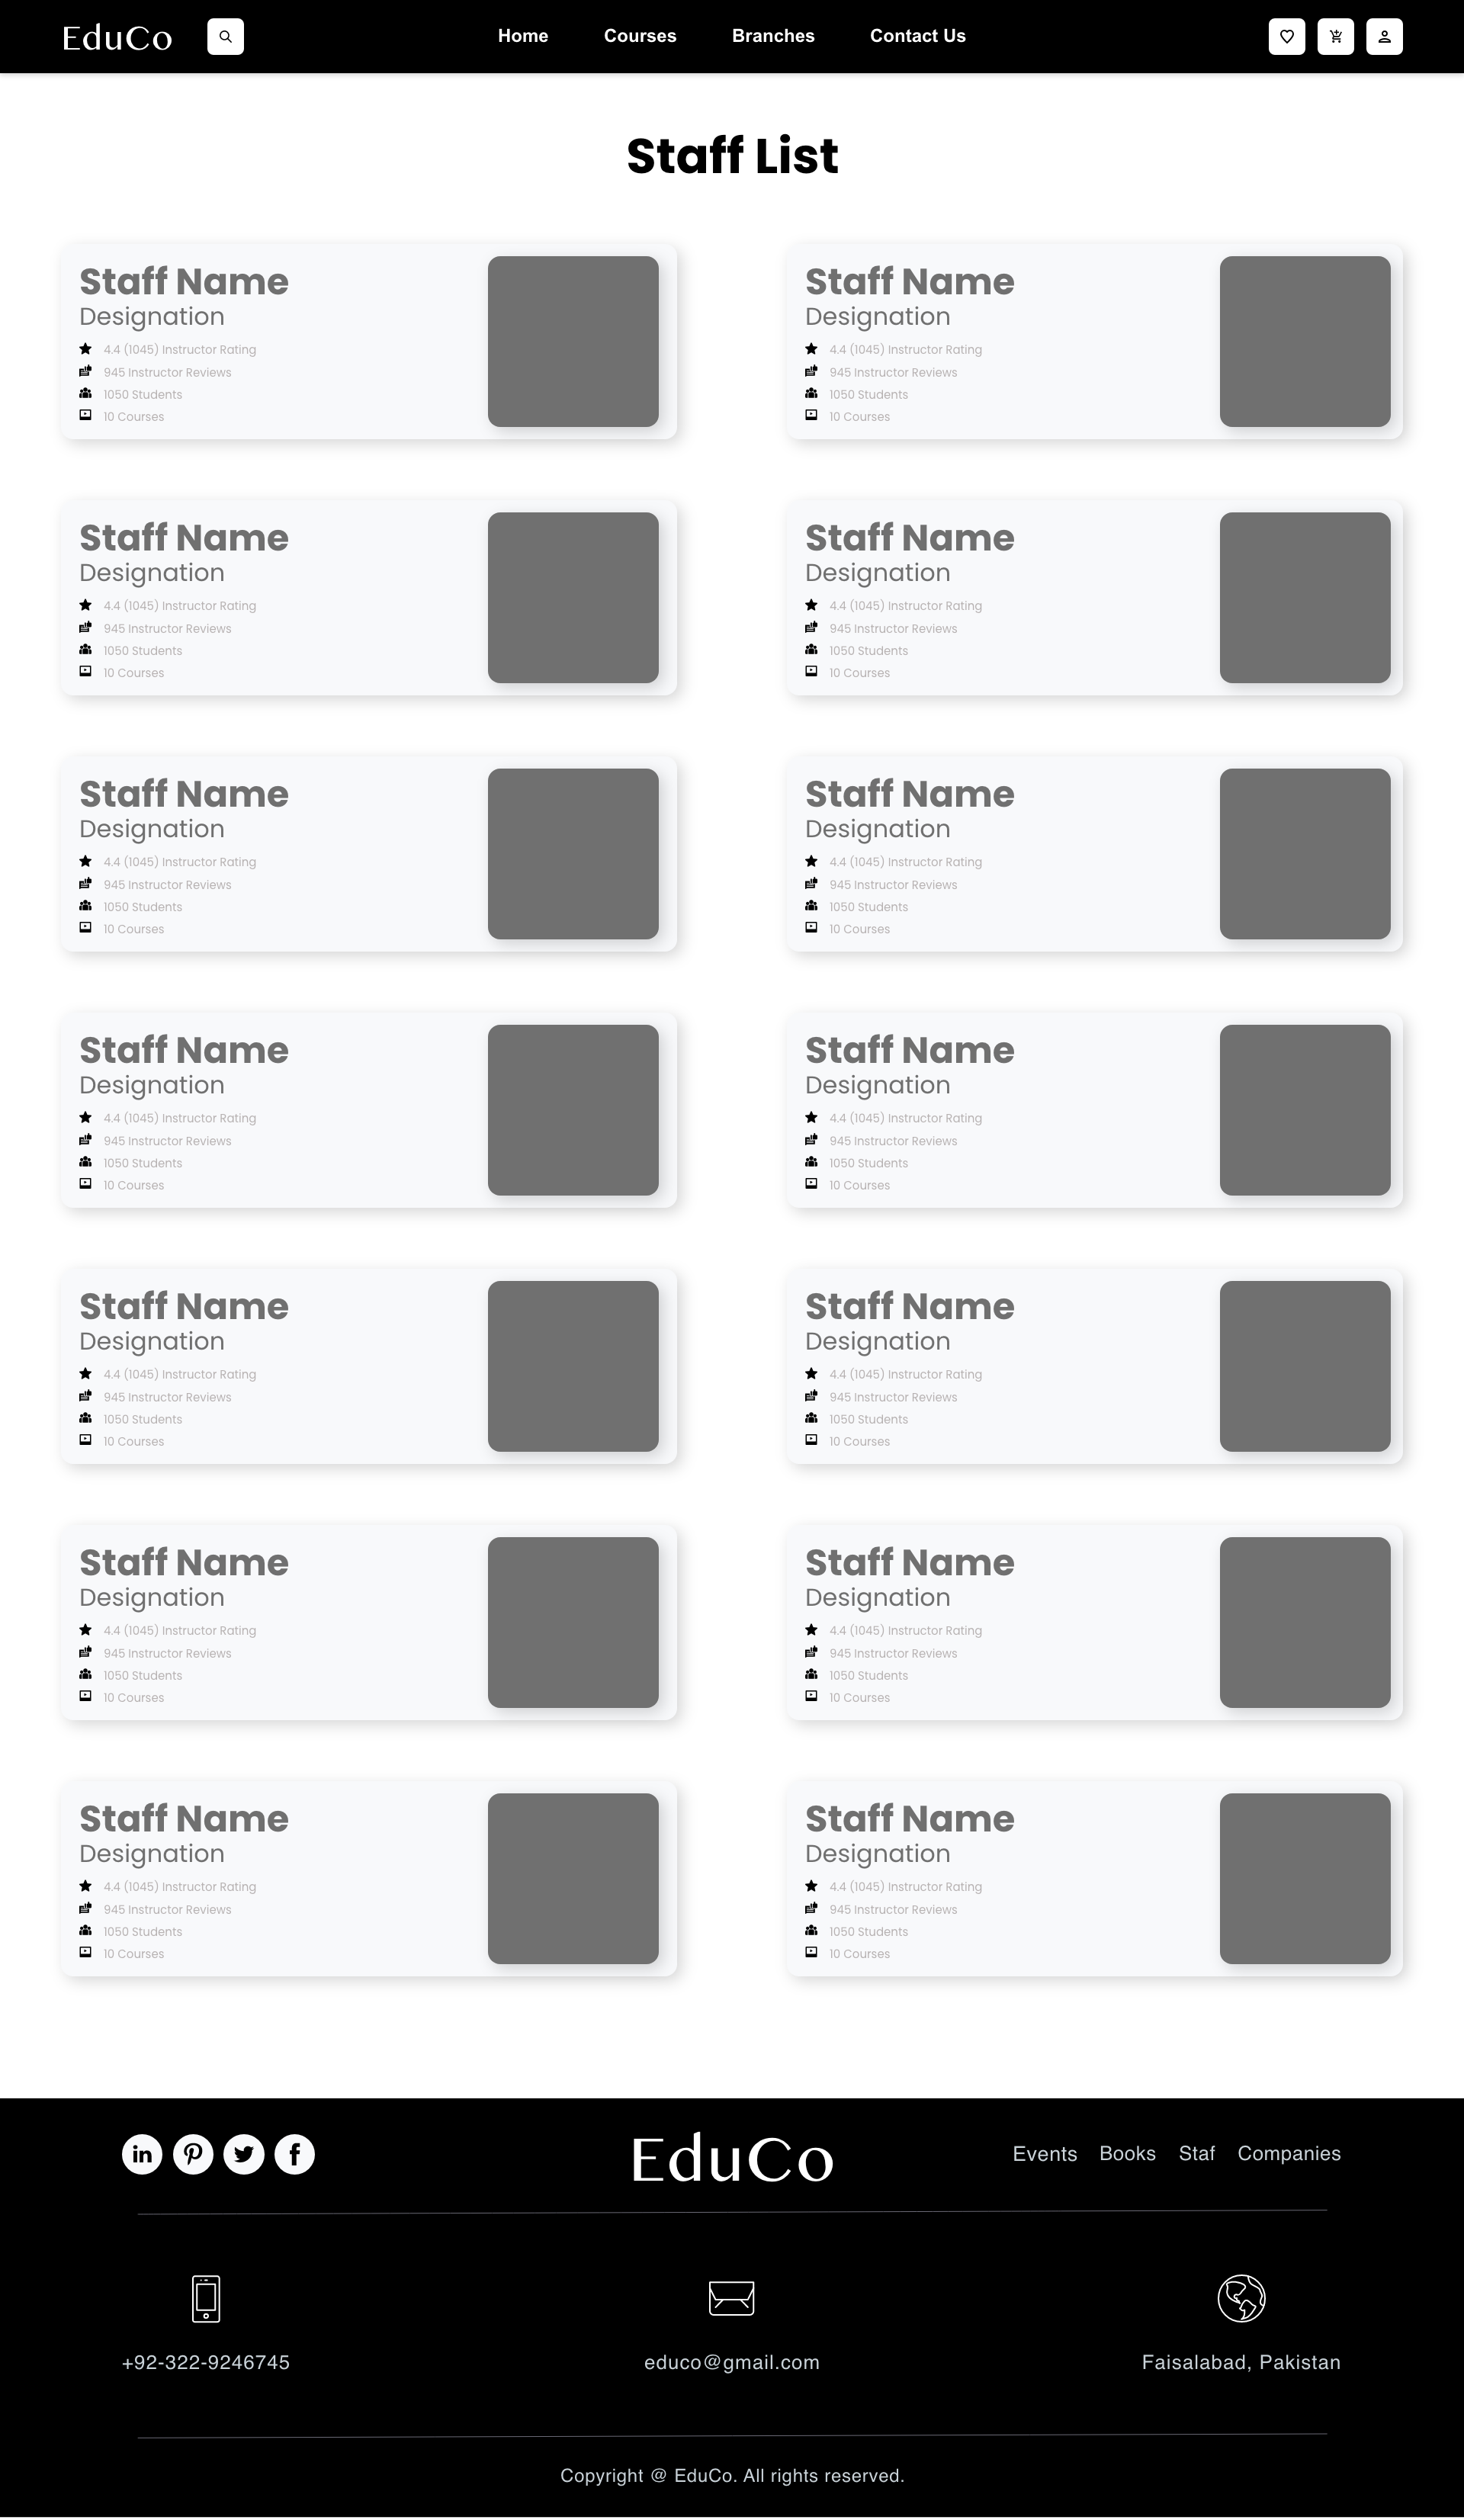 EduCo Home Courses Branches Contact Us
Staff List
Staff Name
Designation
4.4 (1045) Instructor Rating
945 Instructor Reviews
1050 Students
10 Courses
Staff Name
Designation
4.4 (1045) Instructor Rating
945 Instructor Reviews
1050 Students
10 Courses
Staff Name
Designation
4.4 (1045) Instructor Rating
945 Instructor Reviews
1050 Students
10 Courses
Staff Name
Designation
4.4 (1045) Instructor Rating
945 Instructor Reviews
1050 Students
10 Courses
Staff Name
Designation
4.4 (1045) Instructor Rating
945 Instructor Reviews
1050 Students
10 Courses
Staff Name
Designation
4.4 (1045) Instructor Rating
945 Instructor Reviews
1050 Students
10 Courses
Staff Name
Designation
4.4 (1045) Instructor Rating
945 Instructor Reviews
1050 Students
10 Courses
Staff Name
Designation
4.4 (1045) Instructor Rating
945 Instructor Reviews
1050 Students
10 Courses
Staff Name
Designation
4.4 (1045) Instructor Rating
945 Instructor Reviews
1050 Students
10 Courses
Staff Name
Designation
4.4 (1045) Instructor Rating
945 Instructor Reviews
1050 Students
10 Courses
Staff Name
Designation
4.4 (1045) Instructor Rating
945 Instructor Reviews
1050 Students
10 Courses
Staff Name
Designation
4.4 (1045) Instructor Rating
945 Instructor Reviews
1050 Students
10 Courses
Staff Name
Designation
4.4 (1045) Instructor Rating
945 Instructor Reviews
1050 Students
10 Courses
Staff Name
Designation
4.4 (1045) Instructor Rating
945 Instructor Reviews
1050 Students
10 Courses
in EduCo Events Books Staf Companies
+92-322-9246745 educo@gmail.com Faisalabad, Pakistan
Copyright @ EduCo. All rights reserved.